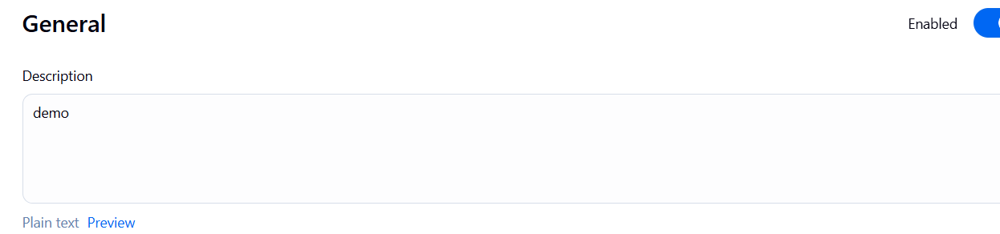 General
Enabled
Description
demo
Plain text Preview